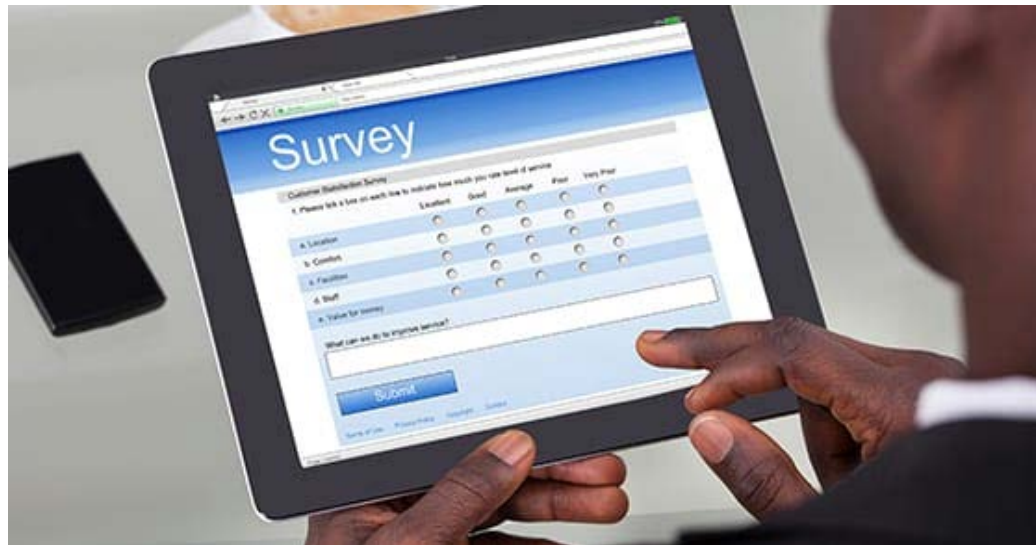 Survey
Customer Satisfaction Survey
1. Please tick a box on each line to indicate how much you rate level of service
Excellent Good Average Poor Very Poor
a. Location
b. Comfort
c. Facilities
d. Staff
e. Value for money
What can we do to improve service?
Submit
Terms of Use Privacy Policy Copyright Contact